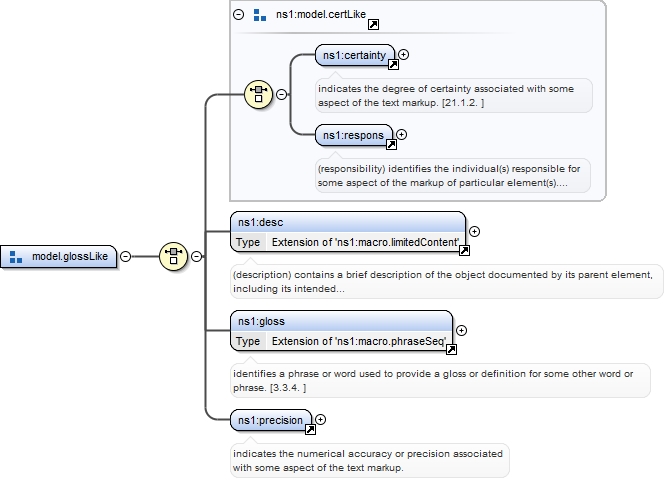 ns1:model.certLike
ns1:certainty
indicates the degree of certainty associated with some
aspect of the text markup. [21.1.2. ]
ns1:respons
(responsibility) identifies the individual(s) responsible for
some aspect of the markup of particular element(s)....
model.glossLike
ns1:desc
Type Extension of 'ns1:macro.limitedContent'
(description) contains a brief description of the object documented by its parent element,
including its intended...
ns1:gloss
Type Extension of 'ns1:macro.phraseSeq'
identifies a phrase or word used to provide a gloss or definition for some other word or
phrase. [3.3.4. ]
ns1:precision
indicates the numerical accuracy or precision associated
with some aspect of the text markup.